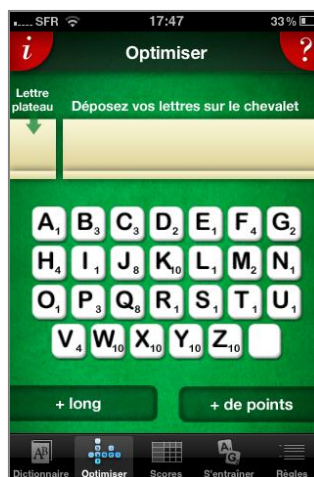 SFR 17:47 33 %
i Optimiser ?
Lettre
plateau
Déposez vos lettres sur le chevalet
A1 B3 C3 D2 E1 F4 G2
H4 I1 J8 K10 L1 M2 N1
O1 P3 Q8 R1 S1 T1 U1
V4 W10 X10 Y10 Z10
+ long + de points
AB AG
Dictionnaire Optimiser Scores S'entraîner Règles